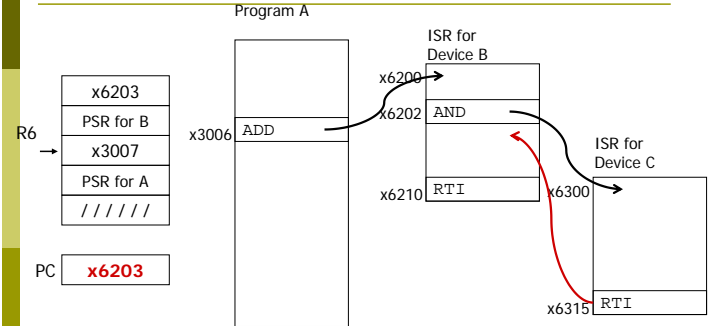 Program A
ISR for
Device B
x6200
x6203
PSR for B
R6
x3007
PSR for A
//////
PC
x6203
x3006
ADD
x6202
AND
x6210
RTI
ISR for
Device C
x6300
x6315
RTI